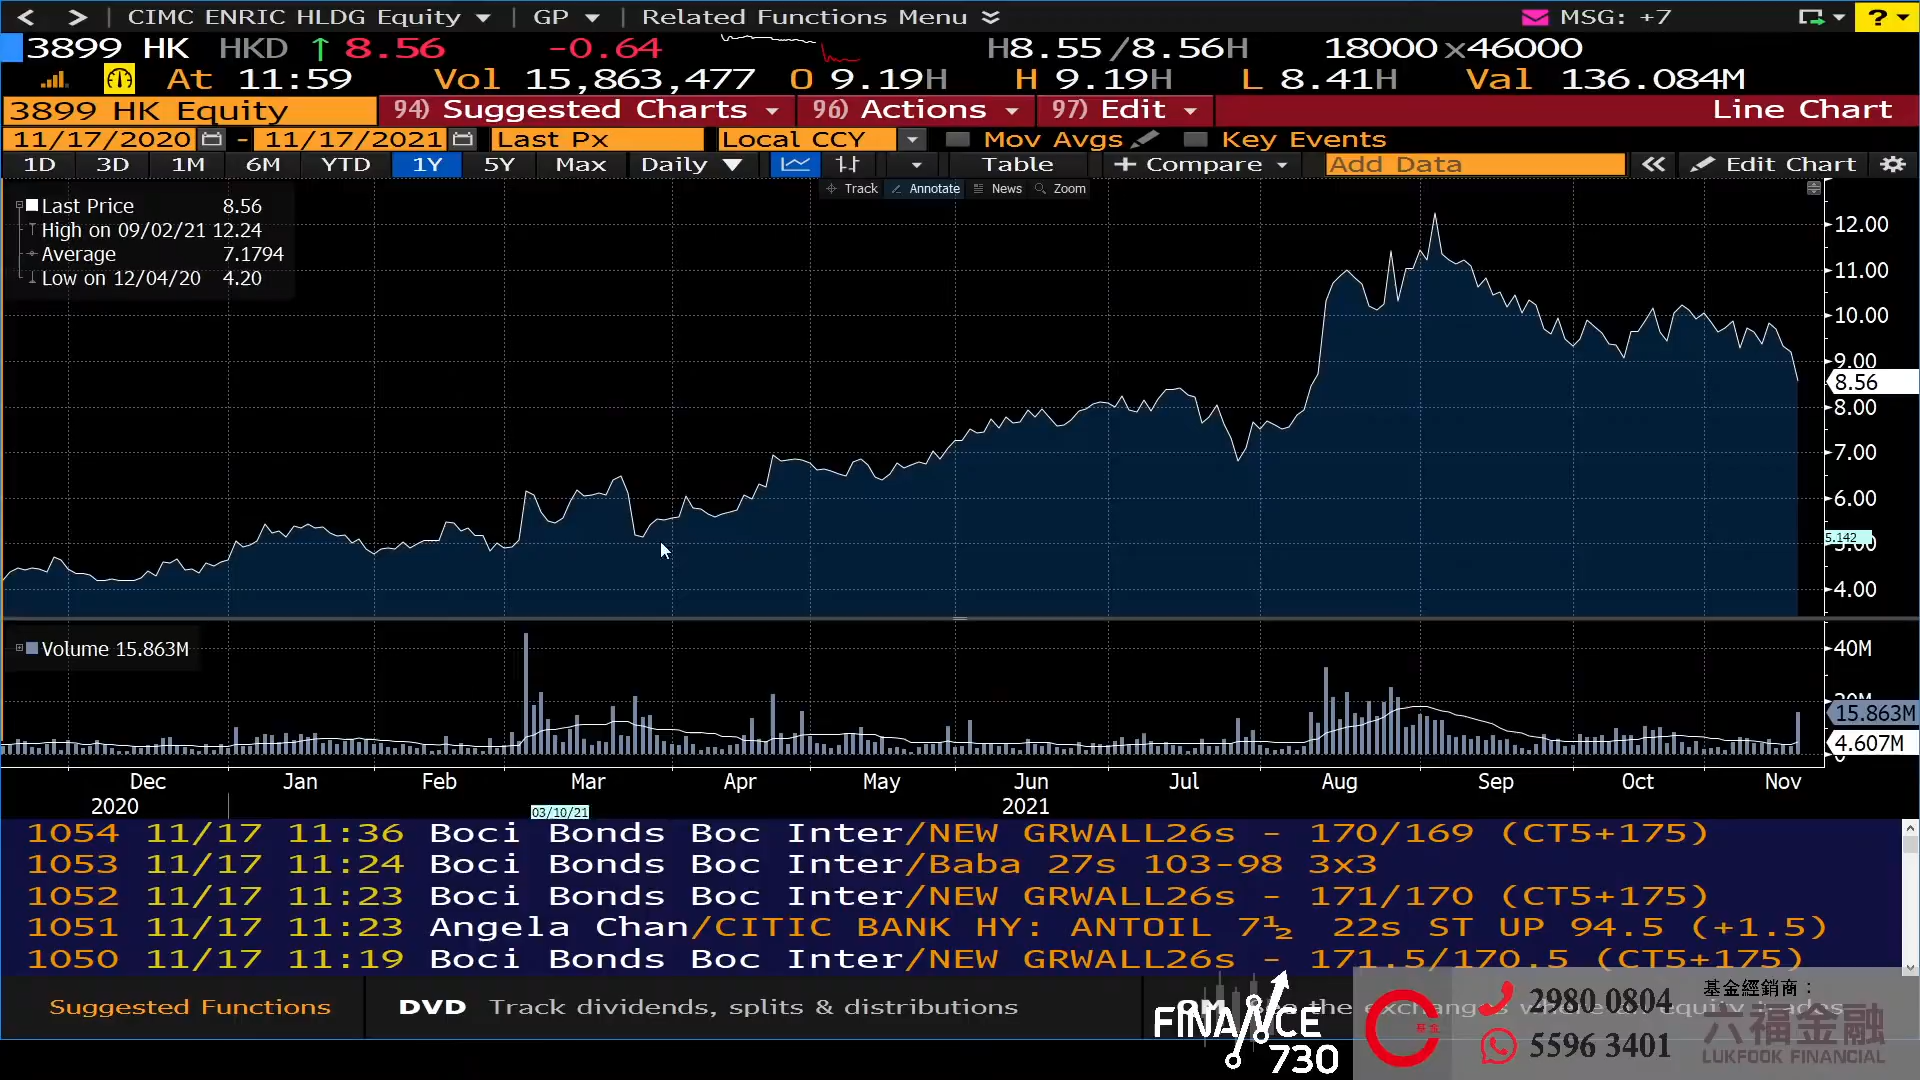 CIMC ENRIC HLDG Equity GP Related Functions Menu MSG: +7 ?
3899 HK HKD ↑ 8.56 -0.64 H8.55/8.56H 18000x46000
At 11:59 Vol 15,863,477 O 9.19H H 9.19H L 8.41H Val 136.084M
3899 HK Equity 94) Suggested Charts 96) Actions 97) Edit Line Chart
11/17/2020 - 11/17/2021 Last Px Local CCY Mov Avgs Key Events
1D 3D 1M 6M YTD 1Y 5Y Max Daily Table + Compare Add Data « Edit Chart
Track Annotate News Zoom
Last Price 8.56
High on 09/02/21 12.24
Average 7.1794
Low on 12/04/20 4.20
12.00
11.00
10.00
9.00
8.56
8.00
7.00
6.00
5.142
5.00
4.00
Volume 15.863M
40M
20M
15.863M
4.607M
0
Dec Jan Feb Mar Apr May Jun Jul Aug Sep Oct Nov
2020 2021
03/10/21
1054 11/17 11:36 Boci Bonds Boc Inter/NEW GRWALL26s - 170/169 (CT5+175)
1053 11/17 11:24 Boci Bonds Boc Inter/Baba 27s 103-98 3x3
1052 11/17 11:23 Boci Bonds Boc Inter/NEW GRWALL26s - 171/170 (CT5+175)
1051 11/17 11:23 Angela Chan/CITIC BANK HY: ANTOIL 7½ 22s ST UP 94.5 (+1.5)
1050 11/17 11:19 Boci Bonds Boc Inter/NEW GRWALL26s - 171.5/170.5 (CT5+175)
Suggested Functions DVD Track dividends, splits & distributions the exchanges where an equity trades
FINANCE
730
基金
2980 0804
5596 3401
基金經銷商：
六福金融
LUKFOOK FINANCIAL